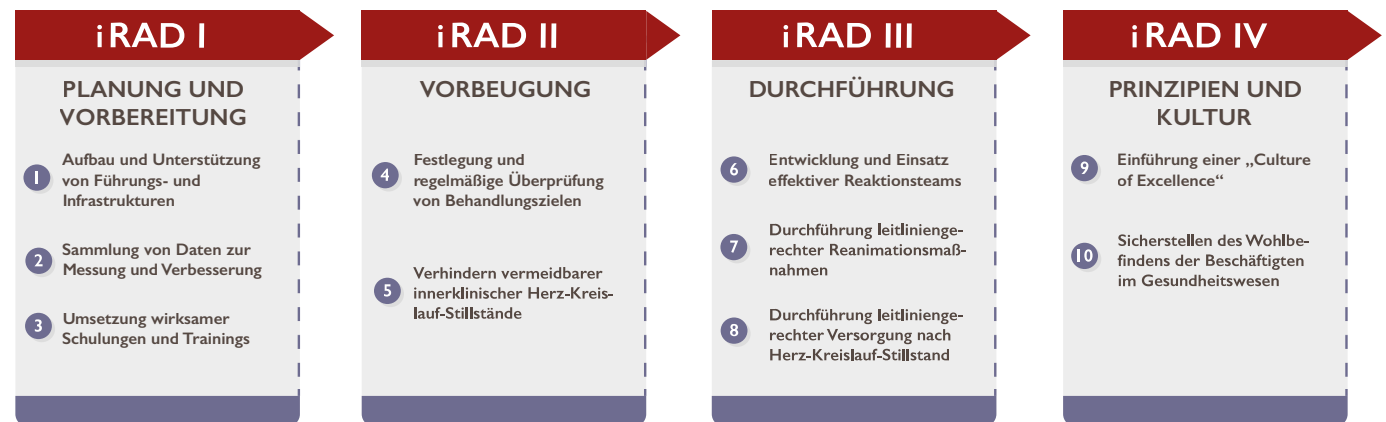 iRAD I
PLANUNG UND
VORBEREITUNG
1
Aufbau und Unterstützung
von Führungs- und
Infrastrukturen
2
Sammlung von Daten zur
Messung und Verbesserung
3
Umsetzung wirksamer
Schulungen und Trainings
iRAD II
VORBEUGUNG
4
Festlegung und
regelmäßige Überprüfung
von Behandlungszielen
5
Verhindern vermeidbarer
innerklinischer Herz-Kreis-
lauf-Stillstände
iRAD III
DURCHFÜHRUNG
6
Entwicklung und Einsatz
effektiver Reaktionsteams
7
Durchführung leitlinienge-
rechter Reanimationsmaß-
nahmen
8
Durchführung leitlinienge-
rechter Versorgung nach
Herz-Kreislauf-Stillstand
iRAD IV
PRINZIPIEN UND
KULTUR
9
Einführung einer „Culture
of Excellence“
10
Sicherstellen des Wohlbe-
findens der Beschäftigten
im Gesundheitswesen